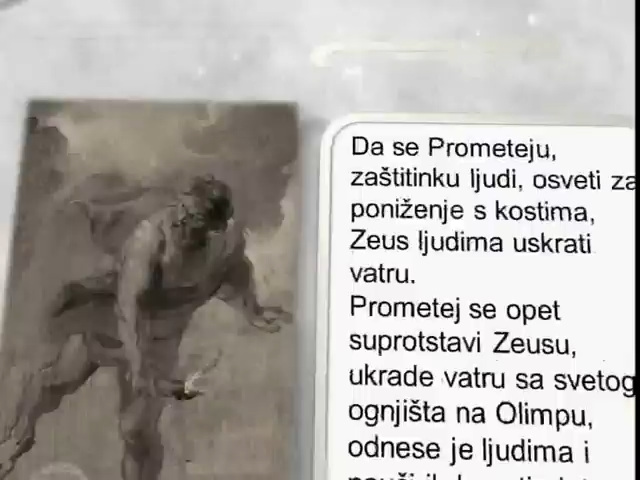 Da se Prometeju,
zaštitinku ljudi, osveti za
poniženje s kostima,
Zeus ljudima uskrati
vatru.
Prometej se opet
suprotstavi Zeusu,
ukrade vatru sa svetog
ognjišta na Olimpu,
odnese je ljudima i